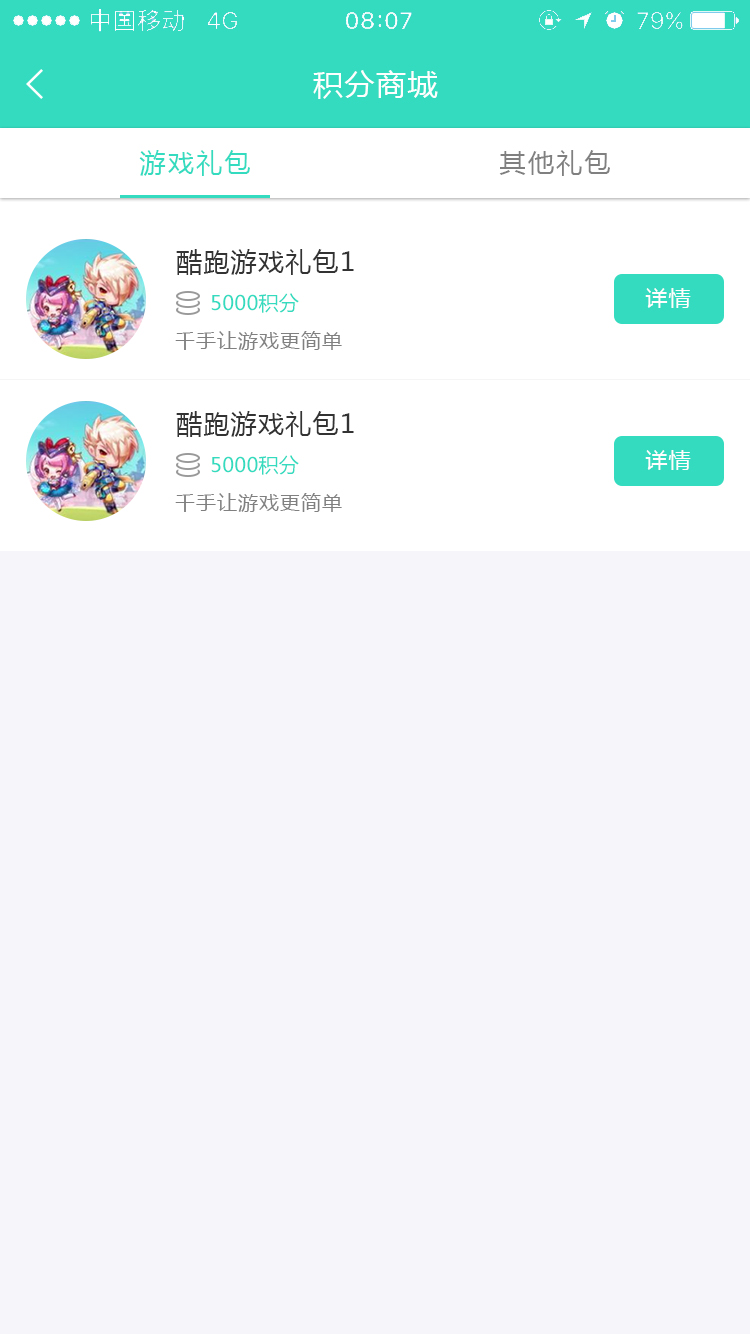 中国移动 4G 08:07 79%
积分商城
游戏礼包 其他礼包
酷跑游戏礼包1
5000积分
千手让游戏更简单
详情
酷跑游戏礼包1
5000积分
千手让游戏更简单
详情